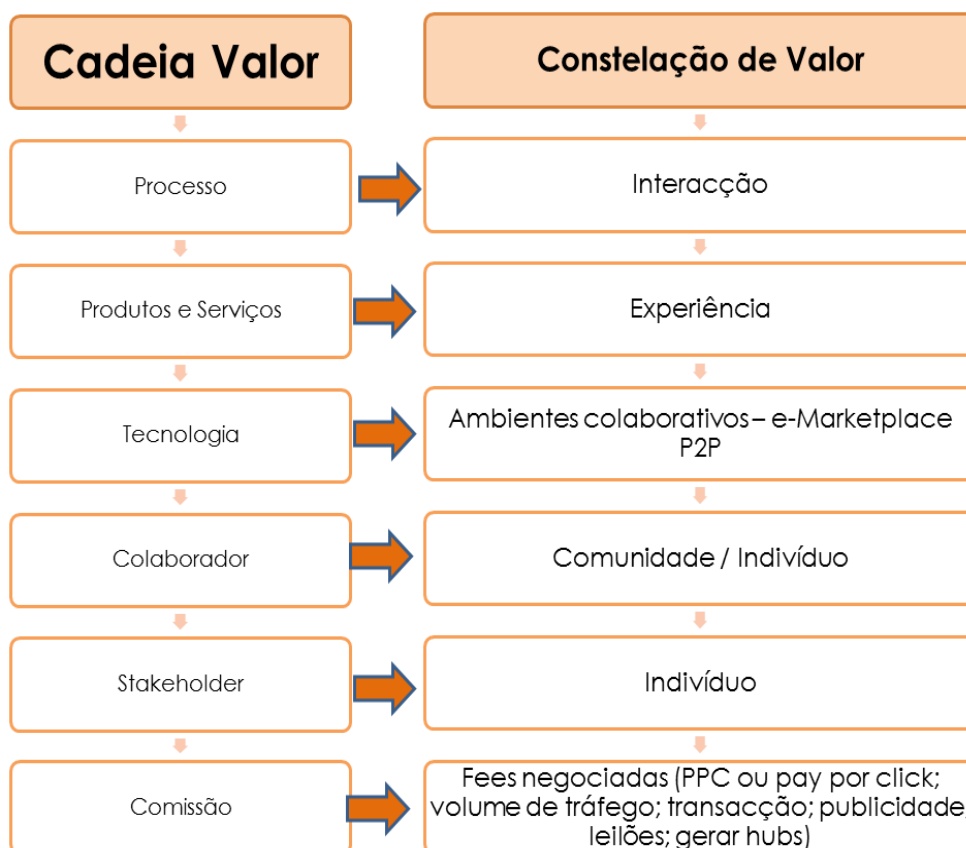 Cadeia Valor
Constelação de Valor
Processo
Interacção
Produtos e Serviços
Experiência
Tecnologia
Ambientes colaborativos – e-Marketplace
P2P
Colaborador
Comunidade / Indivíduo
Stakeholder
Indivíduo
Comissão
Fees negociadas (PPC ou pay por click;
volume de tráfego; transacção; publicidade;
leilões; gerar hubs)